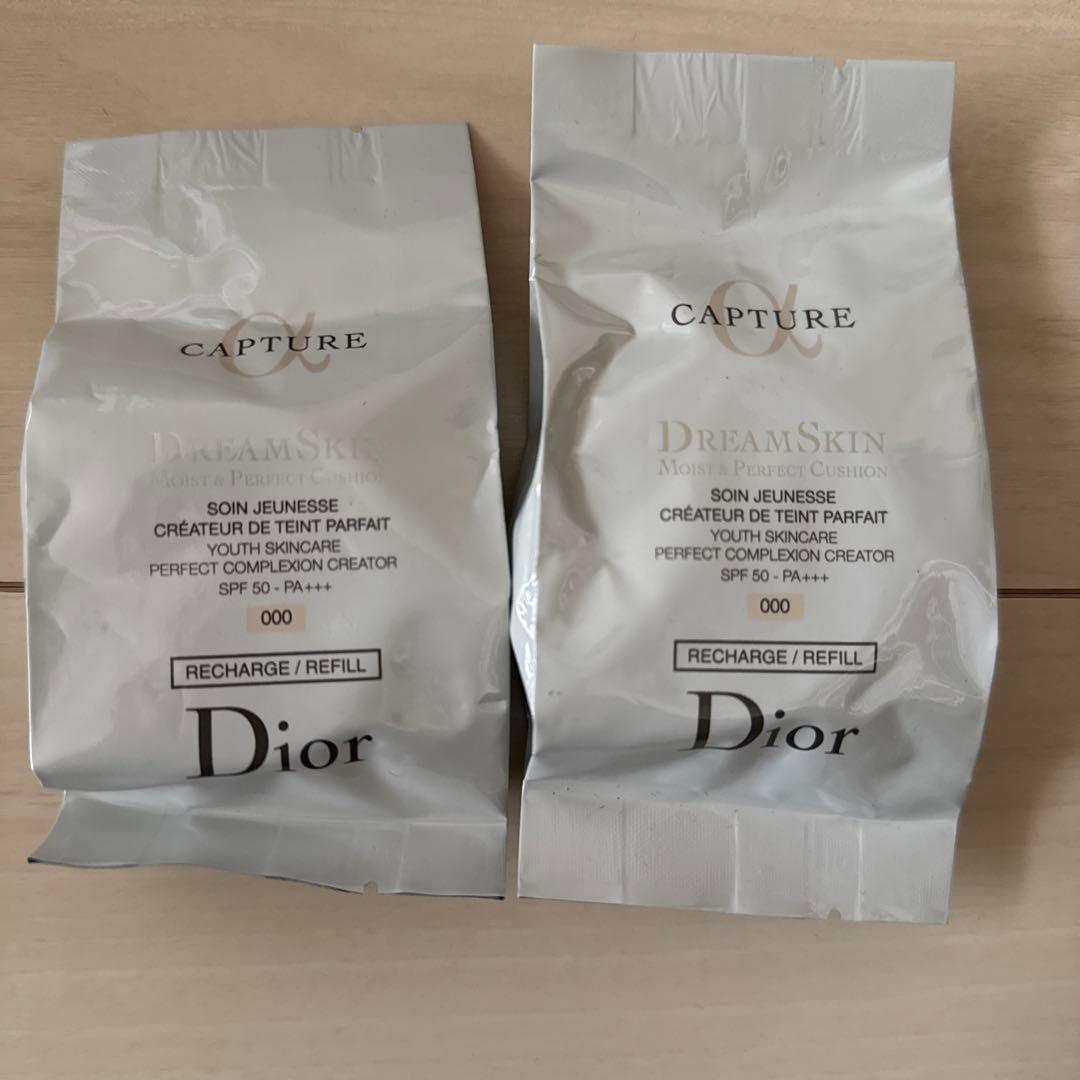 CAPTURE
DREAMSKIN
MOIST & PERFECT CUSHION
SOIN JEUNESSE
CRÉATEUR DE TEINT PARFAIT
YOUTH SKINCARE
PERFECT COMPLEXION CREATOR
SPF 50 - PA+++
000
RECHARGE / REFILL
Dior
CAPTURE
DREAMSKIN
MOIST & PERFECT CUSHION
SOIN JEUNESSE
CRÉATEUR DE TEINT PARFAIT
YOUTH SKINCARE
PERFECT COMPLEXION CREATOR
SPF 50 - PA+++
000
RECHARGE / REFILL
Dior